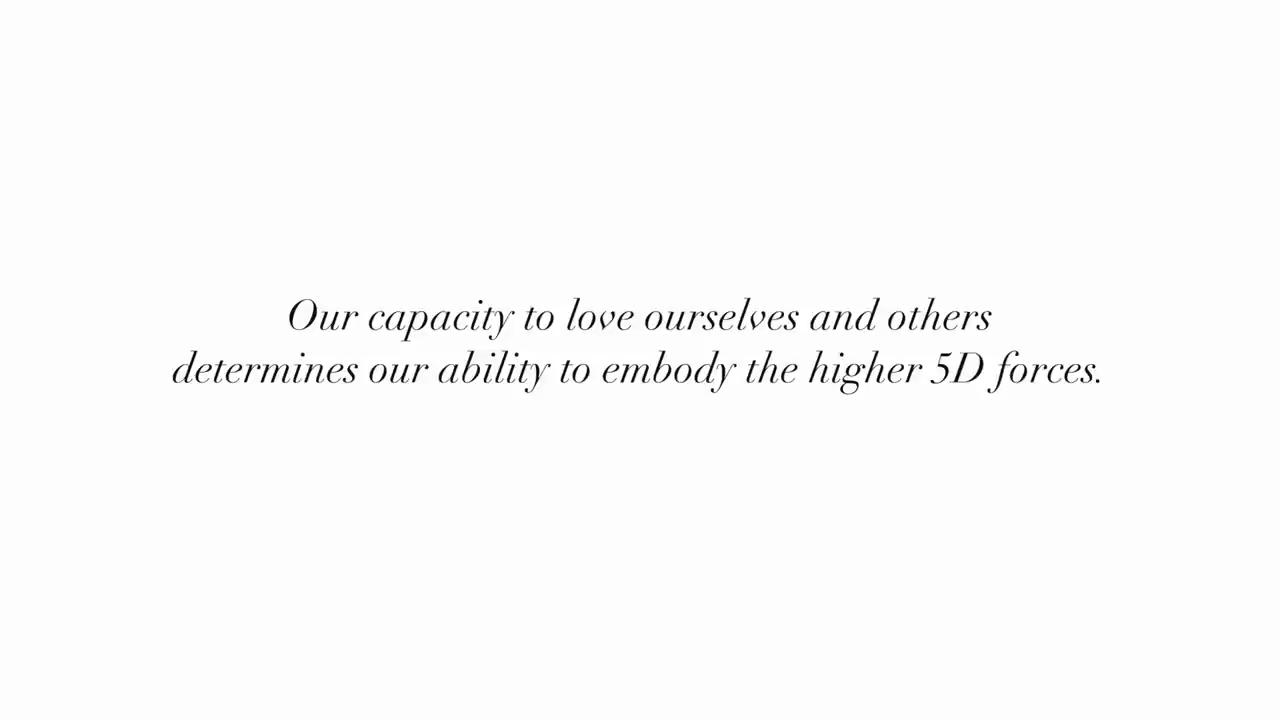 Our capacity to love ourselves and others
determines our ability to embody the higher 5D forces.